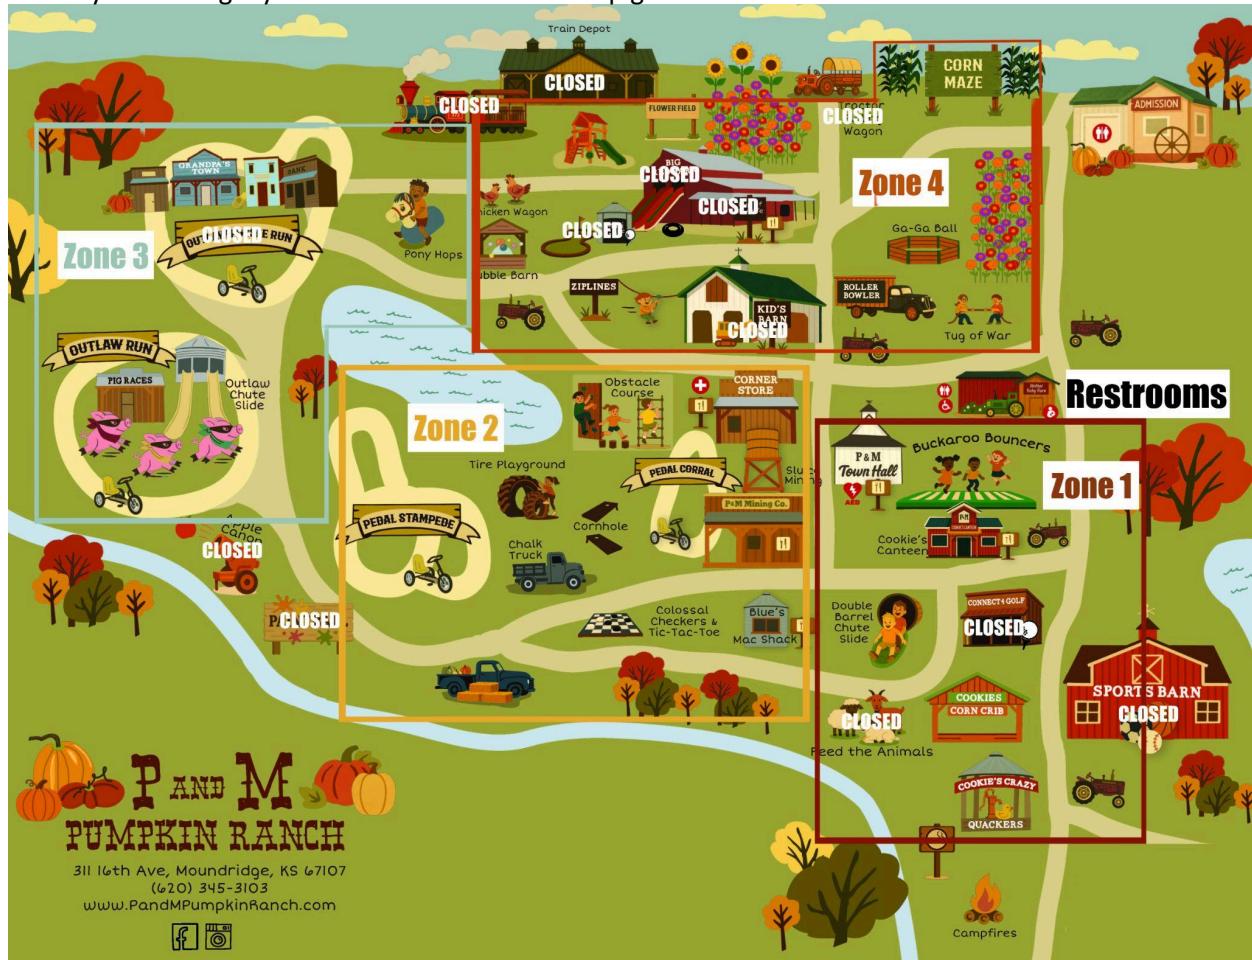 Train Depot
CLOSED
CLOSED
FLOWER FIELD
CORN
MAZE
CLOSED
Wagon
ADMISSION
GRANDPA'S
TOWN
BANK
Zone 3
CLOSED
Pony Hops
BIG
CLOSED
CLOSED
CLOSED
Zone 4
Ga-Ga Ball
ZIPLINES
KID'S
BARN
CLOSED
ROLLER
BOWLER
Tug of War
OUTLAW RUN
PIG RACES
Outlaw
Chute
Slide
Zone 2
Obstacle
Course
CORNER
STORE
Tire Playground
PEDAL CORRAL
P&M Mining Co.
PEDAL STAMPEDE
Cornhole
Chalk
Truck
CLOSED
CLOSED
Colossal
Checkers &
Tic-Tac-Toe
Blue's
Mac Shack
Restrooms
P&M
Town Hall
AED
Buckaroo Bouncers
Zone 1
P&M
Cookie's
Canteen
Double
Barrel
Chute
Slide
CONNECT 4 GOLF
CLOSED
CLOSED
Feed the Animals
COOKIES
CORN CRIB
SPORTS BARN
CLOSED
COOKIE'S CRAZY
QUACKERS
Campfires
P AND M
PUMPKIN RANCH
311 16th Ave, Moundridge, KS 67107
(620) 345-3103
www.PandMPumpkinRanch.com